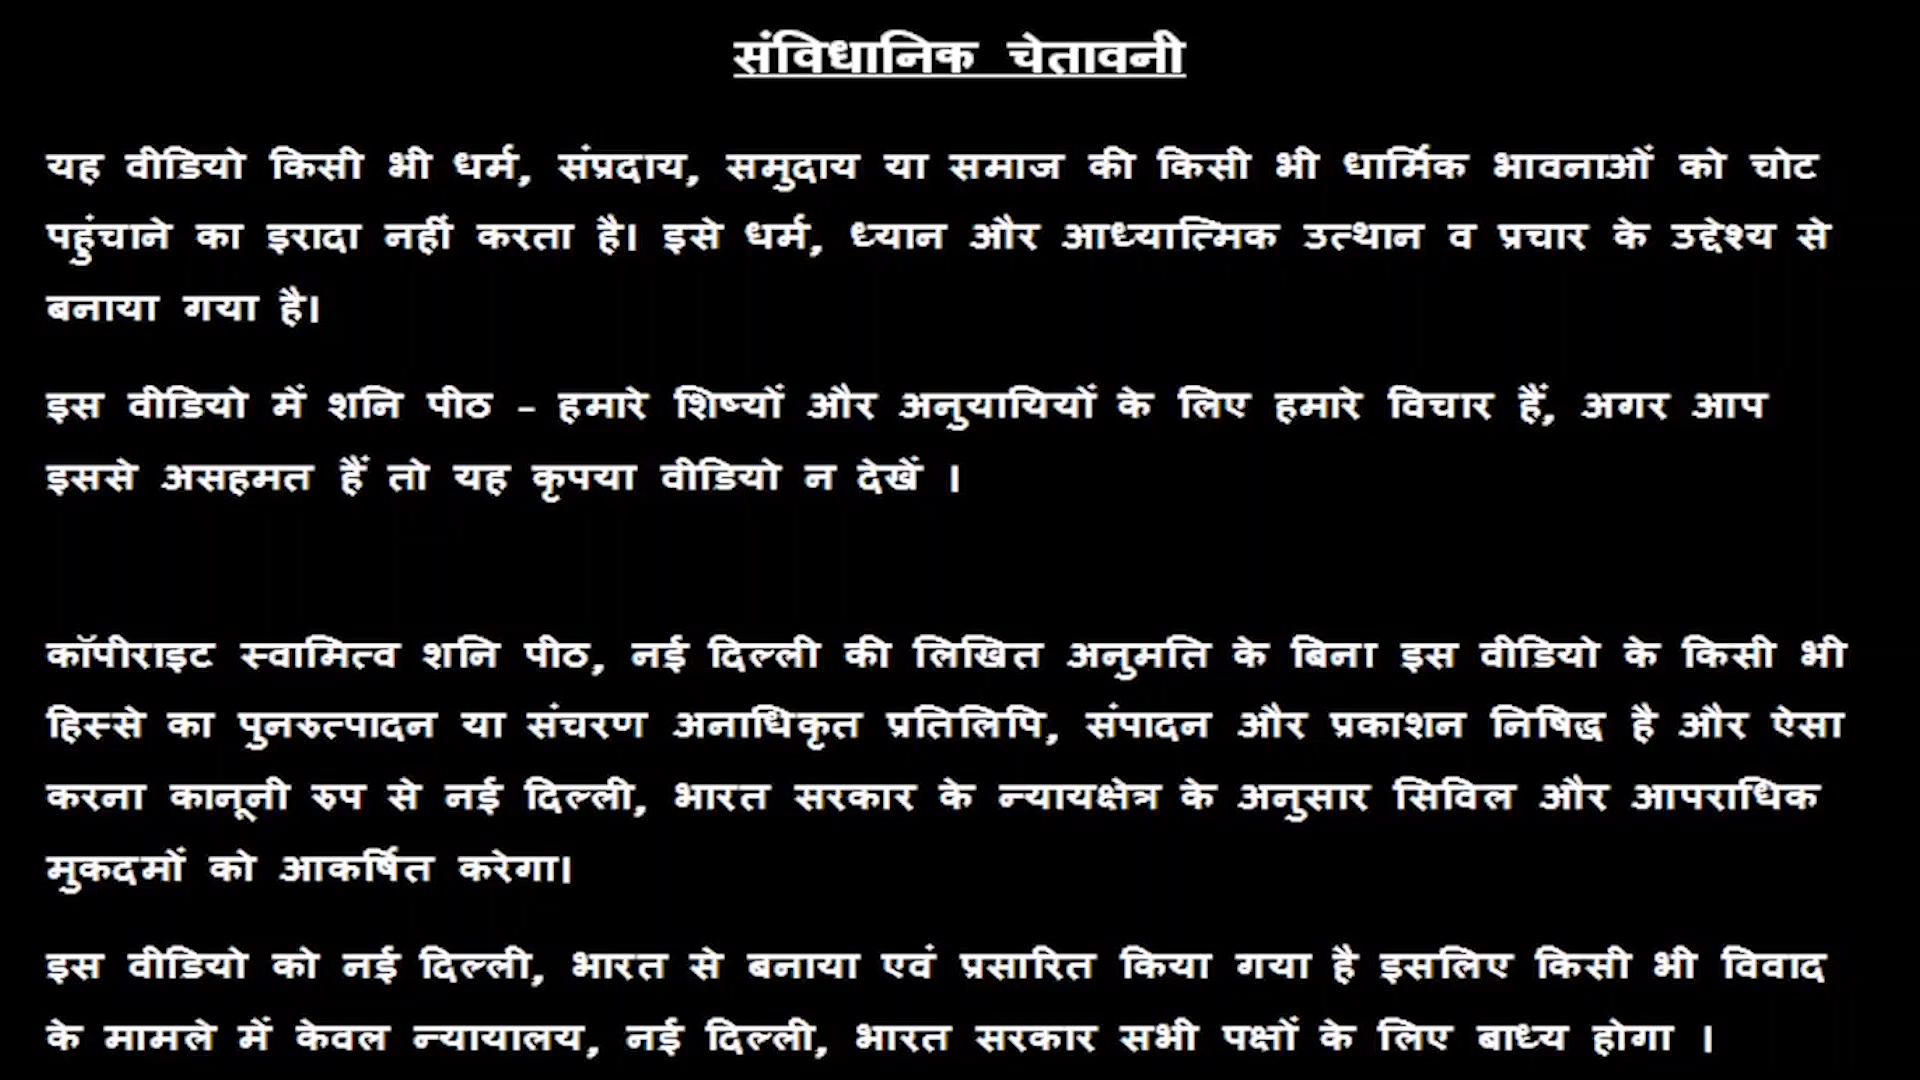 संविधानिक चेतावनी
यह वीडियो किसी भी धर्म, संप्रदाय, समुदाय या समाज की किसी भी धार्मिक भावनाओं को चोट
पहुंचाने का इरादा नहीं करता है। इसे धर्म, ध्यान और आध्यात्मिक उत्थान व प्रचार के उद्देश्य से
बनाया गया है।
इस वीडियो में शनि पीठ – हमारे शिष्यों और अनुयायियों के लिए हमारे विचार हैं, अगर आप
इससे असहमत हैं तो यह कृपया वीडियो न देखें ।
कॉपीराइट स्वामित्व शनि पीठ, नई दिल्ली की लिखित अनुमति के बिना इस वीडियो के किसी भी
हिस्से का पुनरुत्पादन या संचरण अनाधिकृत प्रतिलिपि, संपादन और प्रकाशन निषिद्ध है और ऐसा
करना कानूनी रुप से नई दिल्ली, भारत सरकार के न्यायक्षेत्र के अनुसार सिविल और आपराधिक
मुकदमों को आकर्षित करेगा।
इस वीडियो को नई दिल्ली, भारत से बनाया एवं प्रसारित किया गया है इसलिए किसी भी विवाद
के मामले में केवल न्यायालय, नई दिल्ली, भारत सरकार सभी पक्षों के लिए बाध्य होगा ।